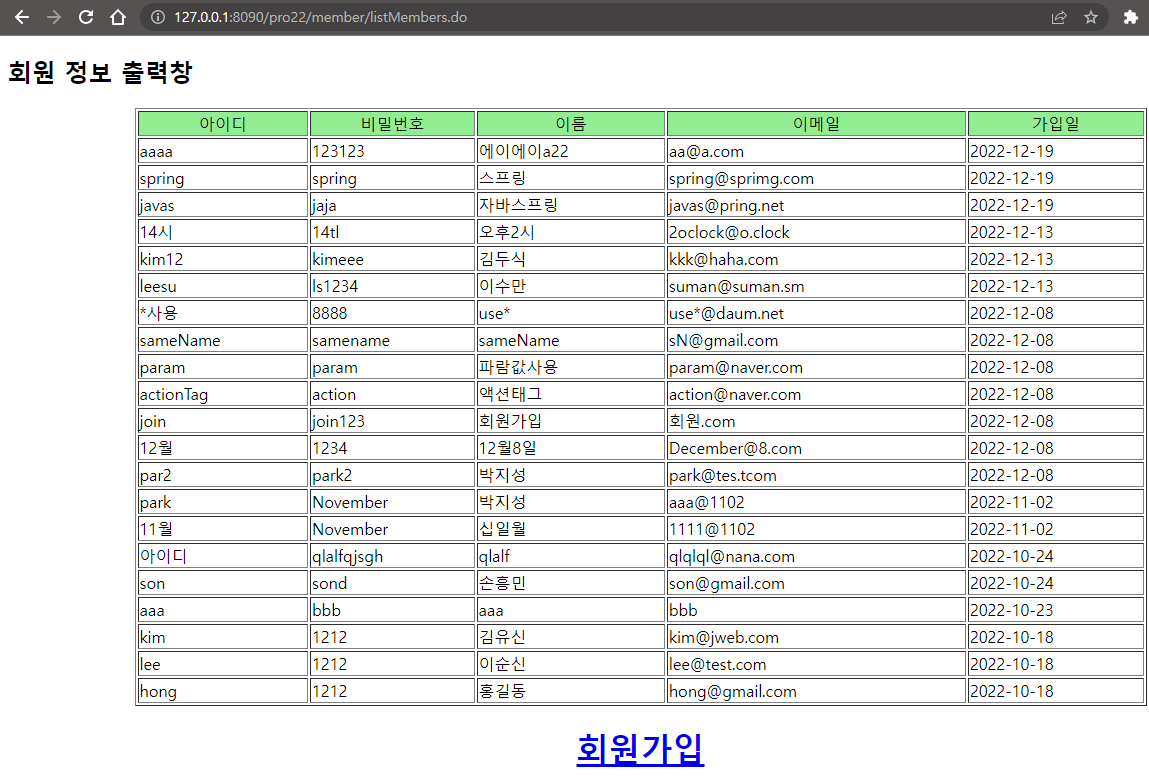 127.0.0.1:8090/pro22/member/listMembers.do
회원 정보 출력창
아이디 비밀번호 이름 이메일 가입일
aaaa 123123 에이에이a22 aa@a.com 2022-12-19
spring spring 스프링 spring@sprimg.com 2022-12-19
javas jaja 자바스프링 javas@pring.net 2022-12-19
14시 14tl 오후2시 2oclock@o.clock 2022-12-13
kim12 kimeee 김두식 kkk@haha.com 2022-12-13
leesu ls1234 이수만 suman@suman.sm 2022-12-13
*사용 8888 use* use*@daum.net 2022-12-08
sameName samename sameName sN@gmail.com 2022-12-08
param param 파람값사용 param@naver.com 2022-12-08
actionTag action 액션태그 action@naver.com 2022-12-08
join join123 회원가입 회원.com 2022-12-08
12월 1234 12월8일 December@8.com 2022-12-08
par2 park2 박지성 park@tes.tcom 2022-12-08
park November 박지성 aaa@1102 2022-11-02
11월 November 십일월 1111@1102 2022-11-02
아이디 qlalfqjsgh qlalf qlqlql@nana.com 2022-10-24
son sond 손흥민 son@gmail.com 2022-10-24
aaa bbb aaa bbb 2022-10-23
kim 1212 김유신 kim@jweb.com 2022-10-18
lee 1212 이순신 lee@test.com 2022-10-18
hong 1212 홍길동 hong@gmail.com 2022-10-18
회원가입